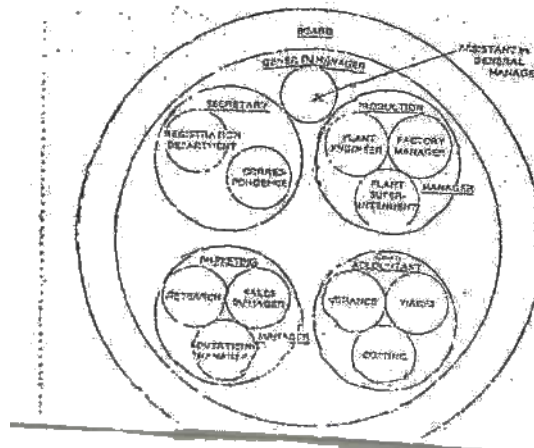 BOARD
GENERAL MANAGER
ASSISTANT
GENERAL
MANAGER
SECRETARY
REGISTRATION
DEPARTMENT
CORRES-
PONDENCE
PRODUCTION
PLANT
ENGINEER
FACTORY
MANAGER
PLANT
SUPER-
INTENDENT
MANAGER
MARKETING
RESEARCH
SALES
MANAGER
ADVERTISING
MANAGER
MANAGER
ACCOUNTANT
FINANCE
WAGES
COSTING